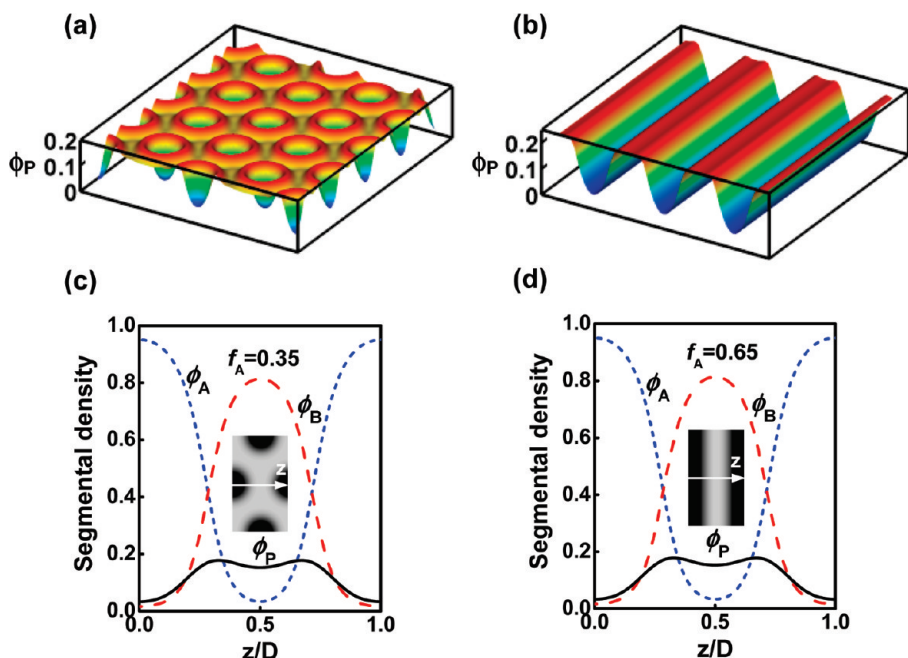 (a)
(b)
ϕP
0.2
0.1
0
ϕP
0.2
0.1
0
(c)
(d)
Segmental density
1.0
0.8
0.6
0.4
0.2
0.0
fA=0.35
ϕA
ϕB
z
ϕP
0.0
0.5
1.0
z/D
Segmental density
1.0
0.8
0.6
0.4
0.2
0.0
fA=0.65
ϕA
ϕB
z
ϕP
0.0
0.5
1.0
z/D